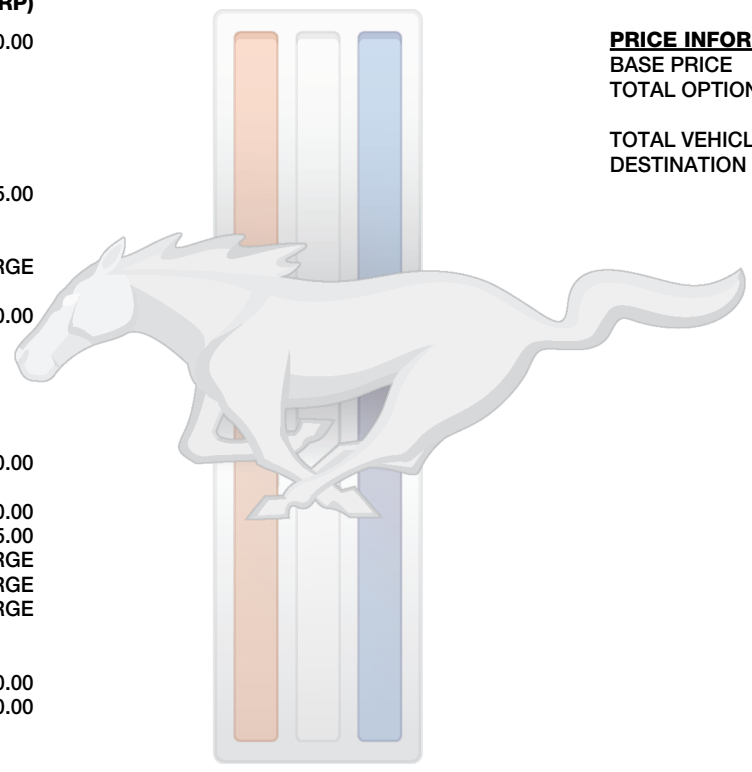 RP)
0.00
5.00
RGE
0.00
0.00
0.00
5.00
RGE
RGE
RGE
0.00
0.00
PRICE INFOR
BASE PRICE
TOTAL OPTION
TOTAL VEHICL
DESTINATION